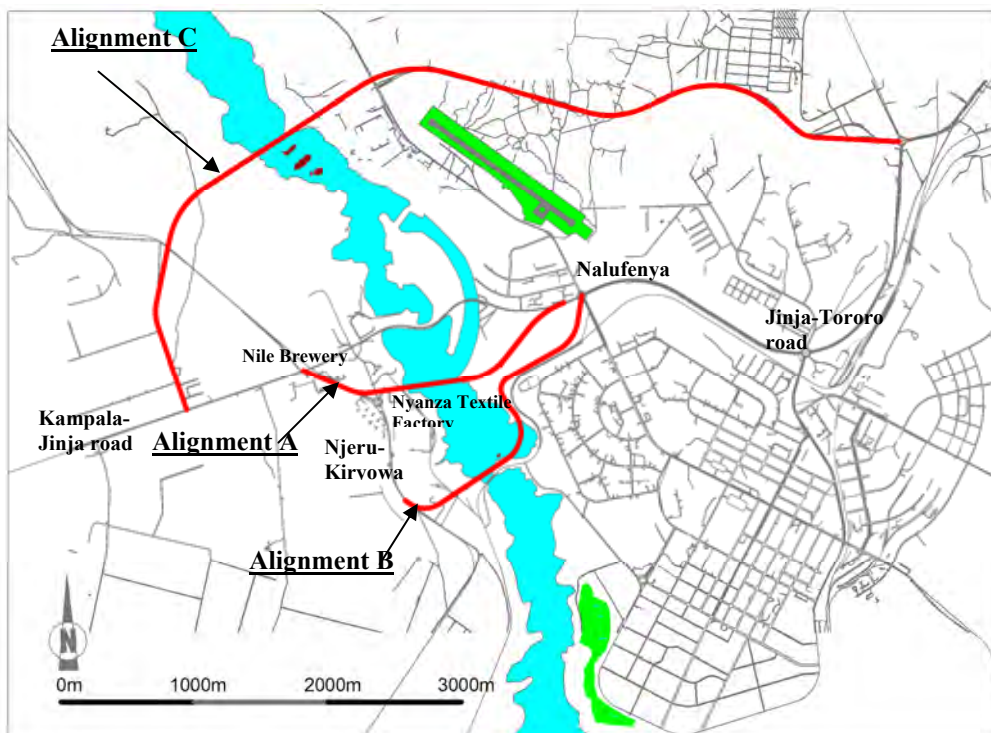 Alignment C
Nalufenya
Jinja-Tororo
road
Nile Brewery
Kampala-
Jinja road
Alignment A
Nyanza Textile
Factory
Njeru-
Kirvowa
Alignment B
N
0m 1000m 2000m 3000m